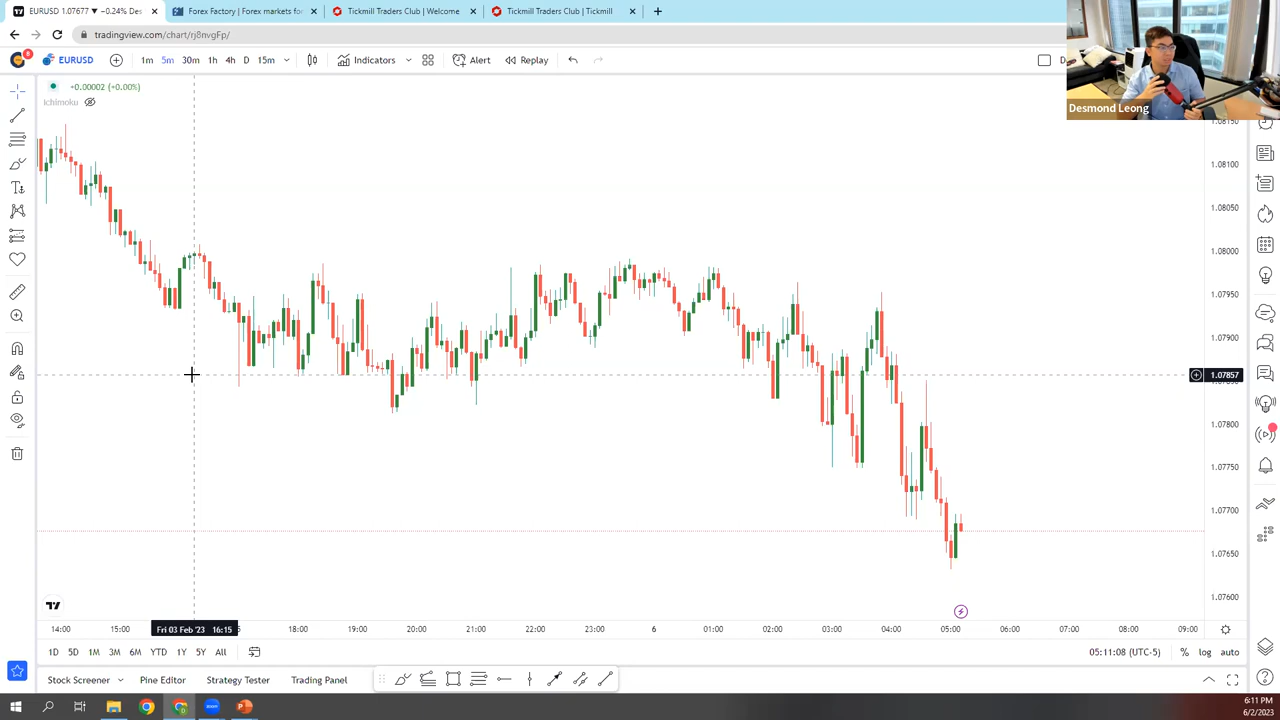 EURUSD 1.07677 ▼ −0.24% Des
Forex Factory | Forex markets fo
Tickmill Traders Club | Welcome
Tickmill Traders Club | Tickmill
tradingview.com/chart/rj8nvgFp/
8
EURUSD
1m 5m 30m 1h 4h D 15m
Indicators
Alert
Replay
D
Desmond Leong
+0.00002 (+0.00%)
Ichimoku
1.08150
1.08100
1.08050
1.08000
1.07950
1.07900
1.07857
1.07800
1.07750
1.07700
1.07650
1.07600
14:00 15:00 Fri 03 Feb '23 16:15 18:00 19:00 20:00 21:00 22:00 23:00 6 01:00 02:00 03:00 04:00 05:00 06:00 07:00 08:00 09:00
1D 5D 1M 3M 6M YTD 1Y 5Y All
05:11:08 (UTC-5) % log auto
Stock Screener Pine Editor Strategy Tester Trading Panel
6:11 PM
6/2/2023